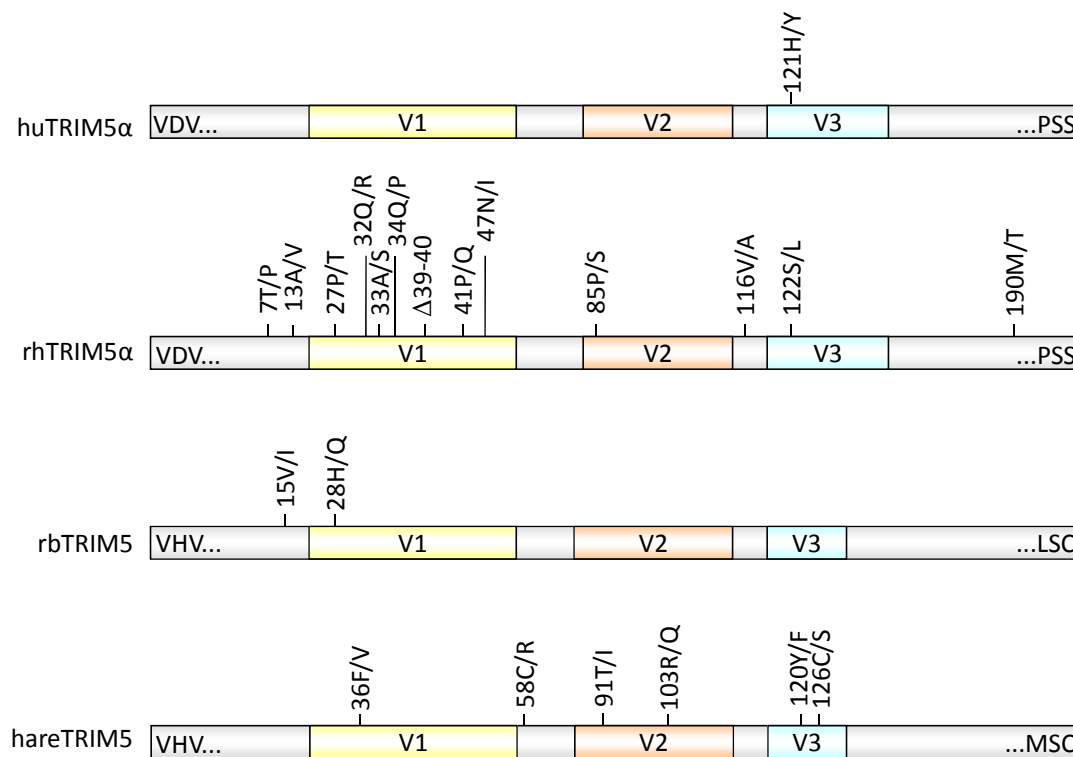 121H/Y
huTRIM5α VDV... V1 V2 V3 ...PSS
7T/P 13A/V 27P/T 32Q/R 33A/S 34Q/P Δ39-40 41P/Q 47N/I 85P/S 116V/A 122S/L 190M/T
rhTRIM5α VDV... V1 V2 V3 ...PSS
15V/I 28H/Q
rbTRIM5 VHV... V1 V2 V3 ...LSC
36F/V 58C/R 91T/I 103R/Q 120Y/F 126C/S
hareTRIM5 VHV... V1 V2 V3 ...MSC